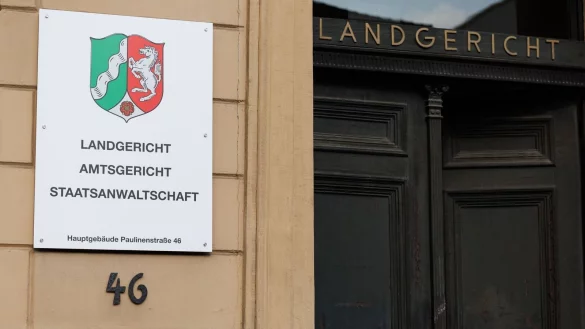 LANDGERICHT
AMTSGERICHT
STAATSANWALTSCHAFT
Hauptgebäude Paulinenstraße 46
46
LANDGERICHT